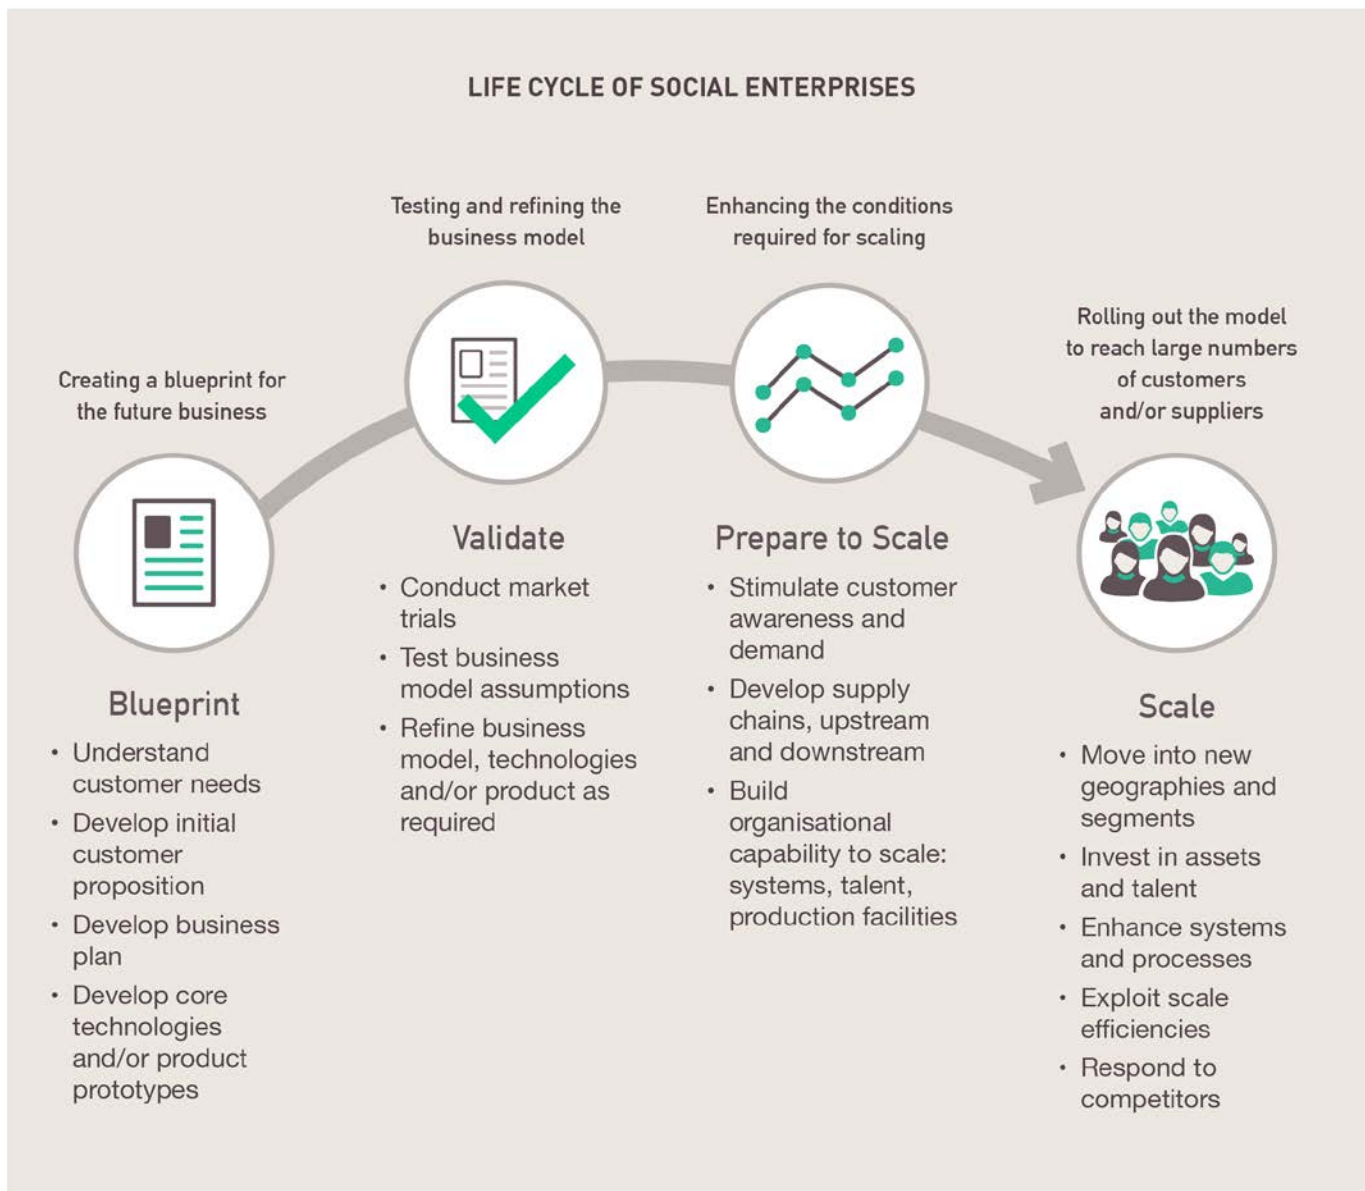 LIFE CYCLE OF SOCIAL ENTERPRISES
Creating a blueprint for
the future business
Blueprint
• Understand
customer needs
• Develop initial
customer
proposition
• Develop business
plan
• Develop core
technologies
and/or product
prototypes
Testing and refining the
business model
Validate
• Conduct market
trials
• Test business
model assumptions
• Refine business
model, technologies
and/or product as
required
Enhancing the conditions
required for scaling
Prepare to Scale
• Stimulate customer
awareness and
demand
• Develop supply
chains, upstream
and downstream
• Build
organisational
capability to scale:
systems, talent,
production facilities
Rolling out the model
to reach large numbers
of customers
and/or suppliers
Scale
• Move into new
geographies and
segments
• Invest in assets
and talent
• Enhance systems
and processes
• Exploit scale
efficiencies
• Respond to
competitors